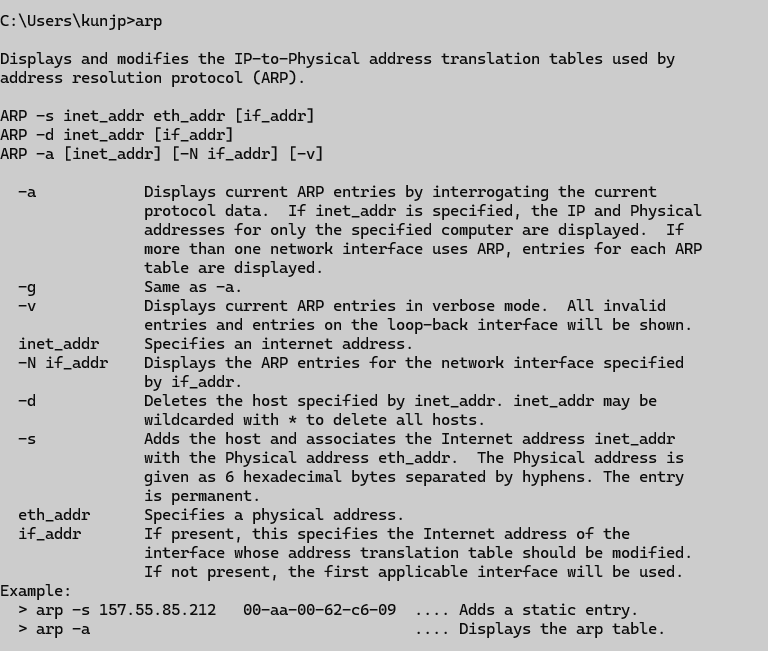 C:\Users\kunjp>arp

Displays and modifies the IP-to-Physical address translation tables used by
address resolution protocol (ARP).

ARP -s inet_addr eth_addr [if_addr]
ARP -d inet_addr [if_addr]
ARP -a [inet_addr] [-N if_addr] [-v]

  -a            Displays current ARP entries by interrogating the current
                protocol data.  If inet_addr is specified, the IP and Physical
                addresses for only the specified computer are displayed.  If
                more than one network interface uses ARP, entries for each ARP
                table are displayed.
  -g            Same as -a.
  -v            Displays current ARP entries in verbose mode.  All invalid
                entries and entries on the loop-back interface will be shown.
  inet_addr     Specifies an internet address.
  -N if_addr    Displays the ARP entries for the network interface specified
                by if_addr.
  -d            Deletes the host specified by inet_addr. inet_addr may be
                wildcarded with * to delete all hosts.
  -s            Adds the host and associates the Internet address inet_addr
                with the Physical address eth_addr.  The Physical address is
                given as 6 hexadecimal bytes separated by hyphens. The entry
                is permanent.
  eth_addr      Specifies a physical address.
  if_addr       If present, this specifies the Internet address of the
                interface whose address translation table should be modified.
                If not present, the first applicable interface will be used.
Example:
  > arp -s 157.55.85.212   00-aa-00-62-c6-09  .... Adds a static entry.
  > arp -a                                    .... Displays the arp table.